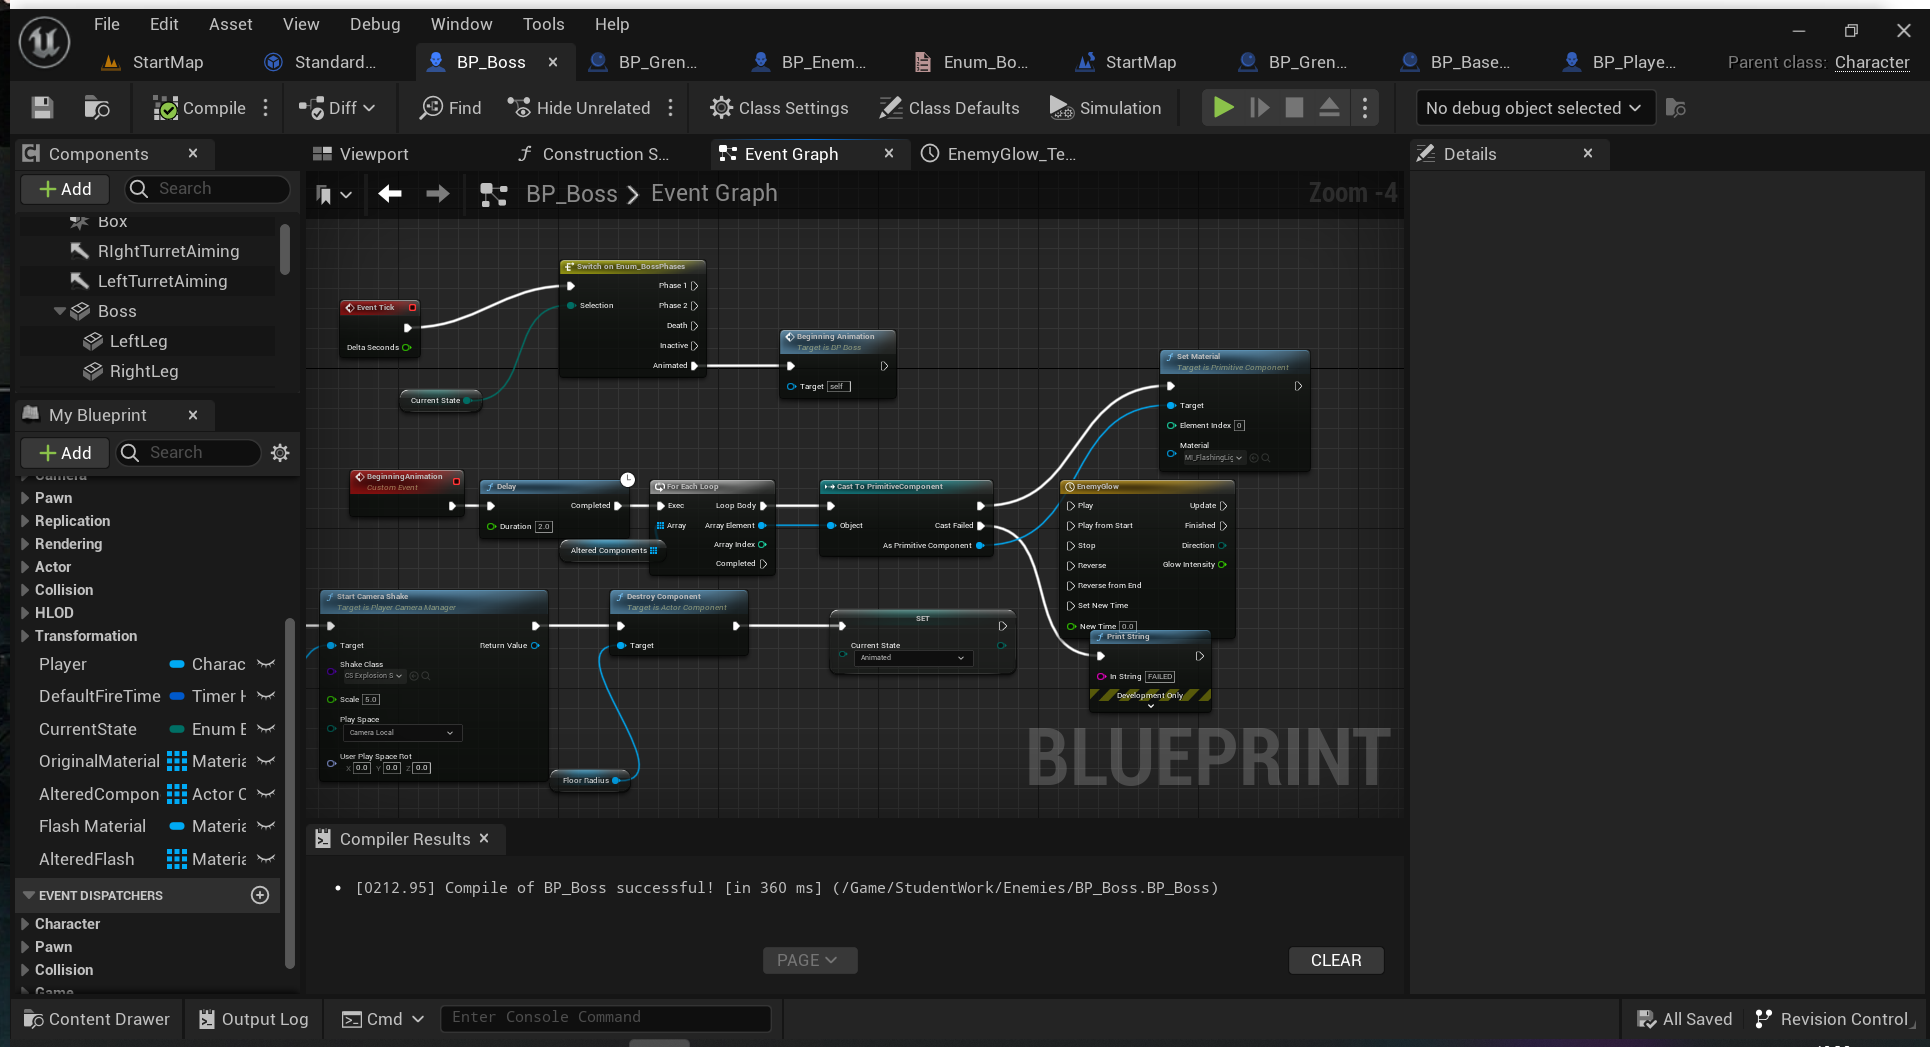 File Edit Asset View Debug Window Tools Help
StartMap Standard... BP_Boss BP_Gren... BP_Enem... Enum_Bo... StartMap BP_Gren... BP_Base... BP_Playe... Parent class: Character
Compile Diff Find Hide Unrelated Class Settings Class Defaults Simulation No debug object selected
Components Viewport Construction S... Event Graph EnemyGlow_Te... Details
Add Search BP_Boss Event Graph Zoom -4
Box
RIghtTurretAiming
LeftTurretAiming
Boss
LeftLeg
RightLeg
My Blueprint
Add Search
Camera
Pawn
Replication
Rendering
Actor
Collision
HLOD
Transformation
Player Charac
DefaultFireTime Timer H
CurrentState Enum E
OriginalMaterial Materia
AlteredCompon Actor C
Flash Material Materia
AlteredFlash Materia
EVENT DISPATCHERS
Character
Pawn
Collision
Game
Switch on Enum_BossPhases
Selection
Phase 1
Phase 2
Death
Inactive
Animated
Event Tick
Delta Seconds
Current State
Beginning Animation
Target is BP Boss
Target self
Set Material
Target is Primitive Component
Target
Element Index 0
Material
MI_FlashingLig
BeginningAnimation
Custom Event
Delay
Completed
Duration 2.0
For Each Loop
Exec Loop Body
Array Array Element
Array Index
Completed
Altered Components
Cast To PrimitiveComponent
Object Cast Failed
As Primitive Component
EnemyGlow
Play Update
Play from Start Finished
Stop Direction
Reverse Glow Intensity
Reverse from End
Set New Time
New Time 0.0
Print String
In String FAILED
Development Only
Start Camera Shake
Target is Player Camera Manager
Target Return Value
Shake Class
CS Explosion S
Scale 5.0
Play Space
Camera Local
User Play Space Rot
X 0.0 Y 0.0 Z 0.0
Destroy Component
Target is Actor Component
Target
Floor Radius
SET
Current State
Animated
BLUEPRINT
Compiler Results
[0212.95] Compile of BP_Boss successful! [in 360 ms] (/Game/StudentWork/Enemies/BP_Boss.BP_Boss)
PAGE CLEAR
Content Drawer Output Log Cmd Enter Console Command All Saved Revision Control